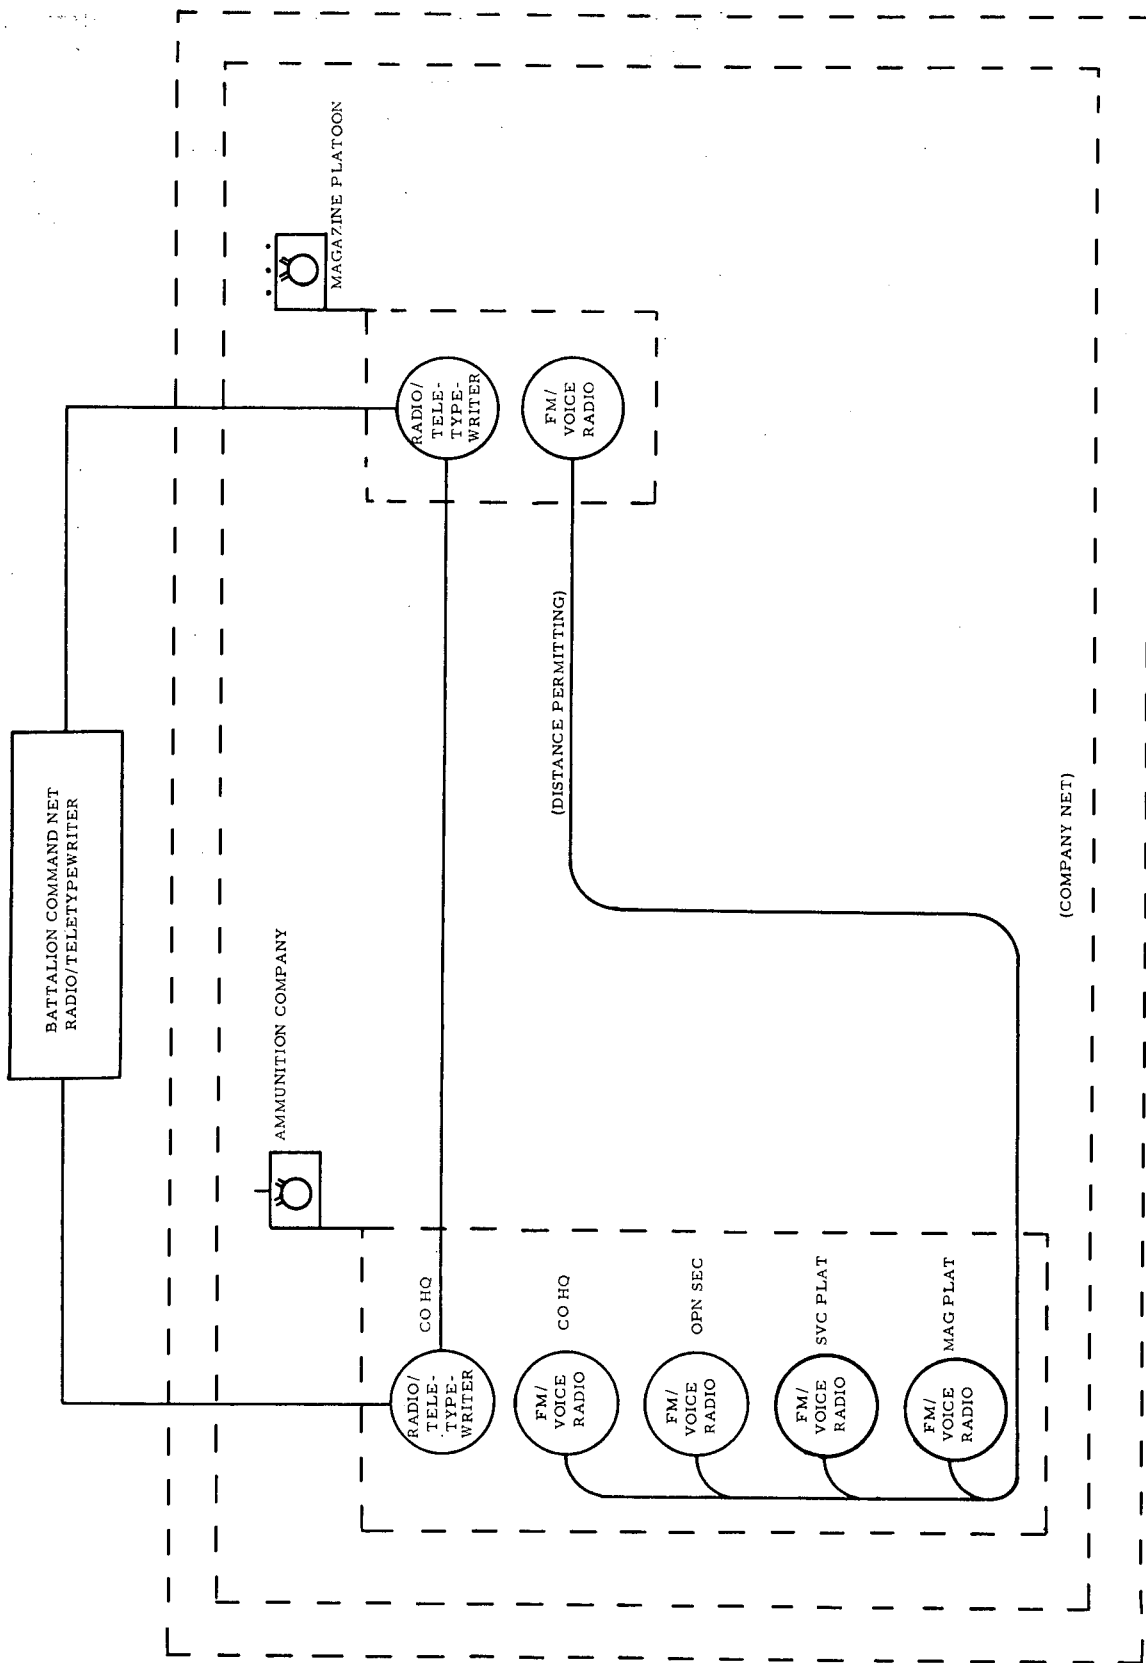 BATTALION COMMAND NET
RADIO/TELETYPEWRITER
AMMUNITION COMPANY
MAGAZINE PLATOON
RADIO/
TELE-
TYPE-
WRITER
CO HQ
RADIO/
TELE-
TYPE-
WRITER
FM/
VOICE
RADIO
CO HQ
FM/
VOICE
RADIO
(DISTANCE PERMITTING)
FM/
VOICE
RADIO
OPN SEC
FM/
VOICE
RADIO
SVC PLAT
FM/
VOICE
RADIO
MAG PLAT
(COMPANY NET)